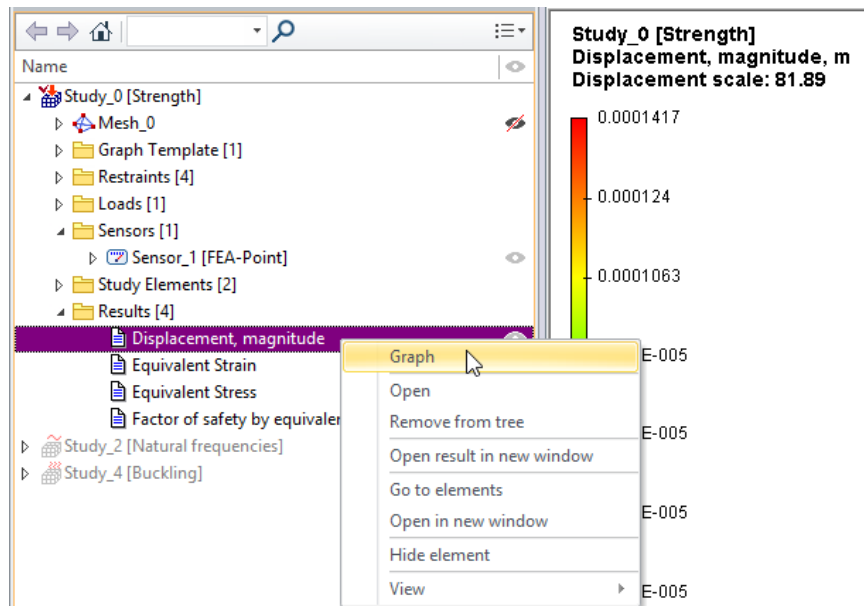 Name
Study_0 [Strength]
Mesh_0
Graph Template [1]
Restraints [4]
Loads [1]
Sensors [1]
Sensor_1 [FEA-Point]
Study Elements [2]
Results [4]
Displacement, magnitude
Equivalent Strain
Equivalent Stress
Factor of safety by
Study_2 [Natural frequencies]
Study_4 [Buckling]
Graph
Open
Remove from tree
Open result in new window
Go to elements
Open in new window
Hide element
View
Study_0 [Strength]
Displacement, magnitude, m
Displacement scale: 81.89
0.0001417
0.000124
0.0001063
E-005
E-005
E-005
E-005